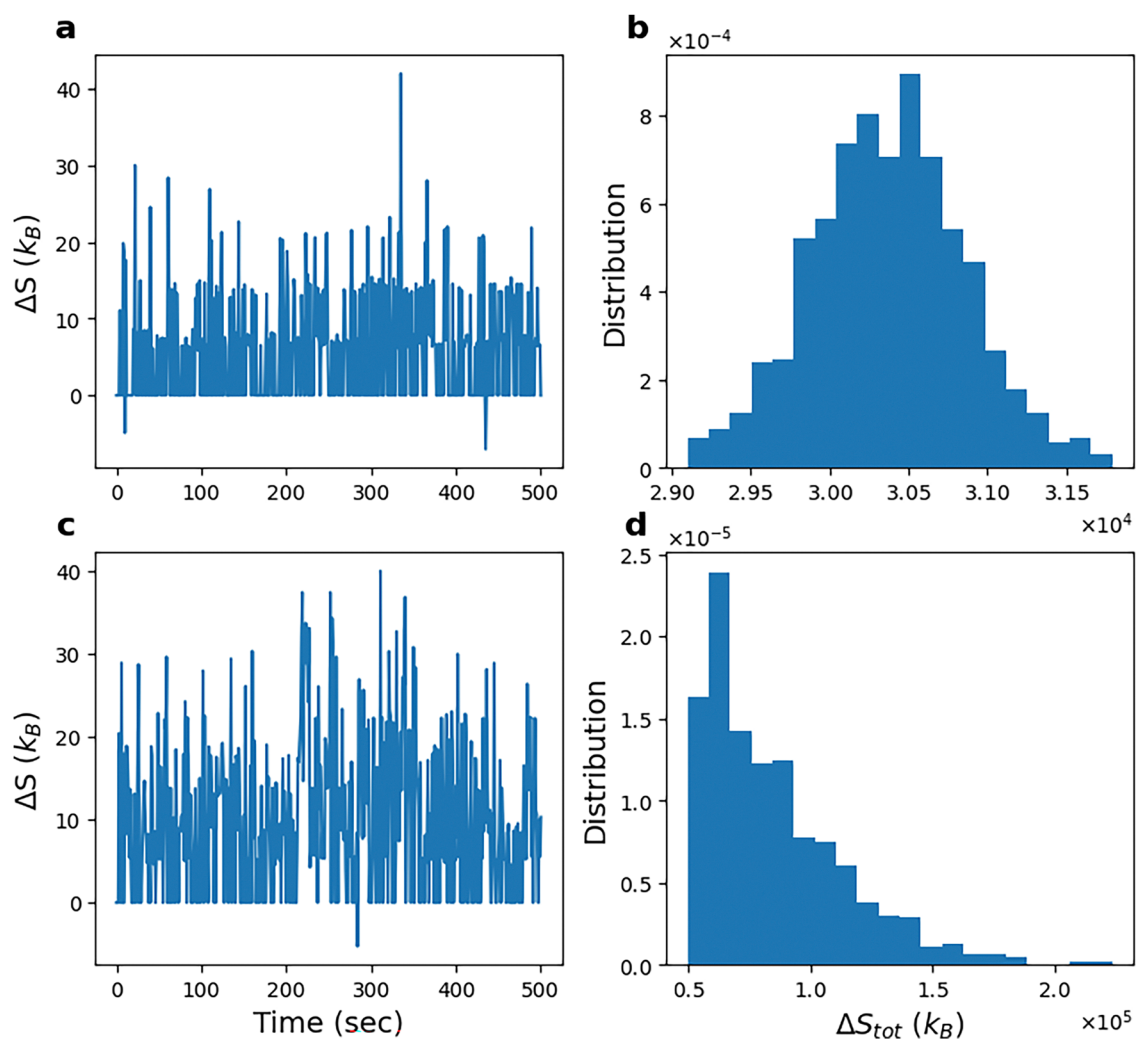 a
ΔS (k_B)
40
30
20
10
0
0 100 200 300 400 500
b
×10⁻⁴
Distribution
8
6
4
2
0
2.90 2.95 3.00 3.05 3.10 3.15
×10⁴
c
ΔS (k_B)
40
30
20
10
0
0 100 200 300 400 500
Time (sec)
d
×10⁻⁵
Distribution
2.5
2.0
1.5
1.0
0.5
0.0
0.5 1.0 1.5 2.0
ΔS_tot (k_B)
×10⁵